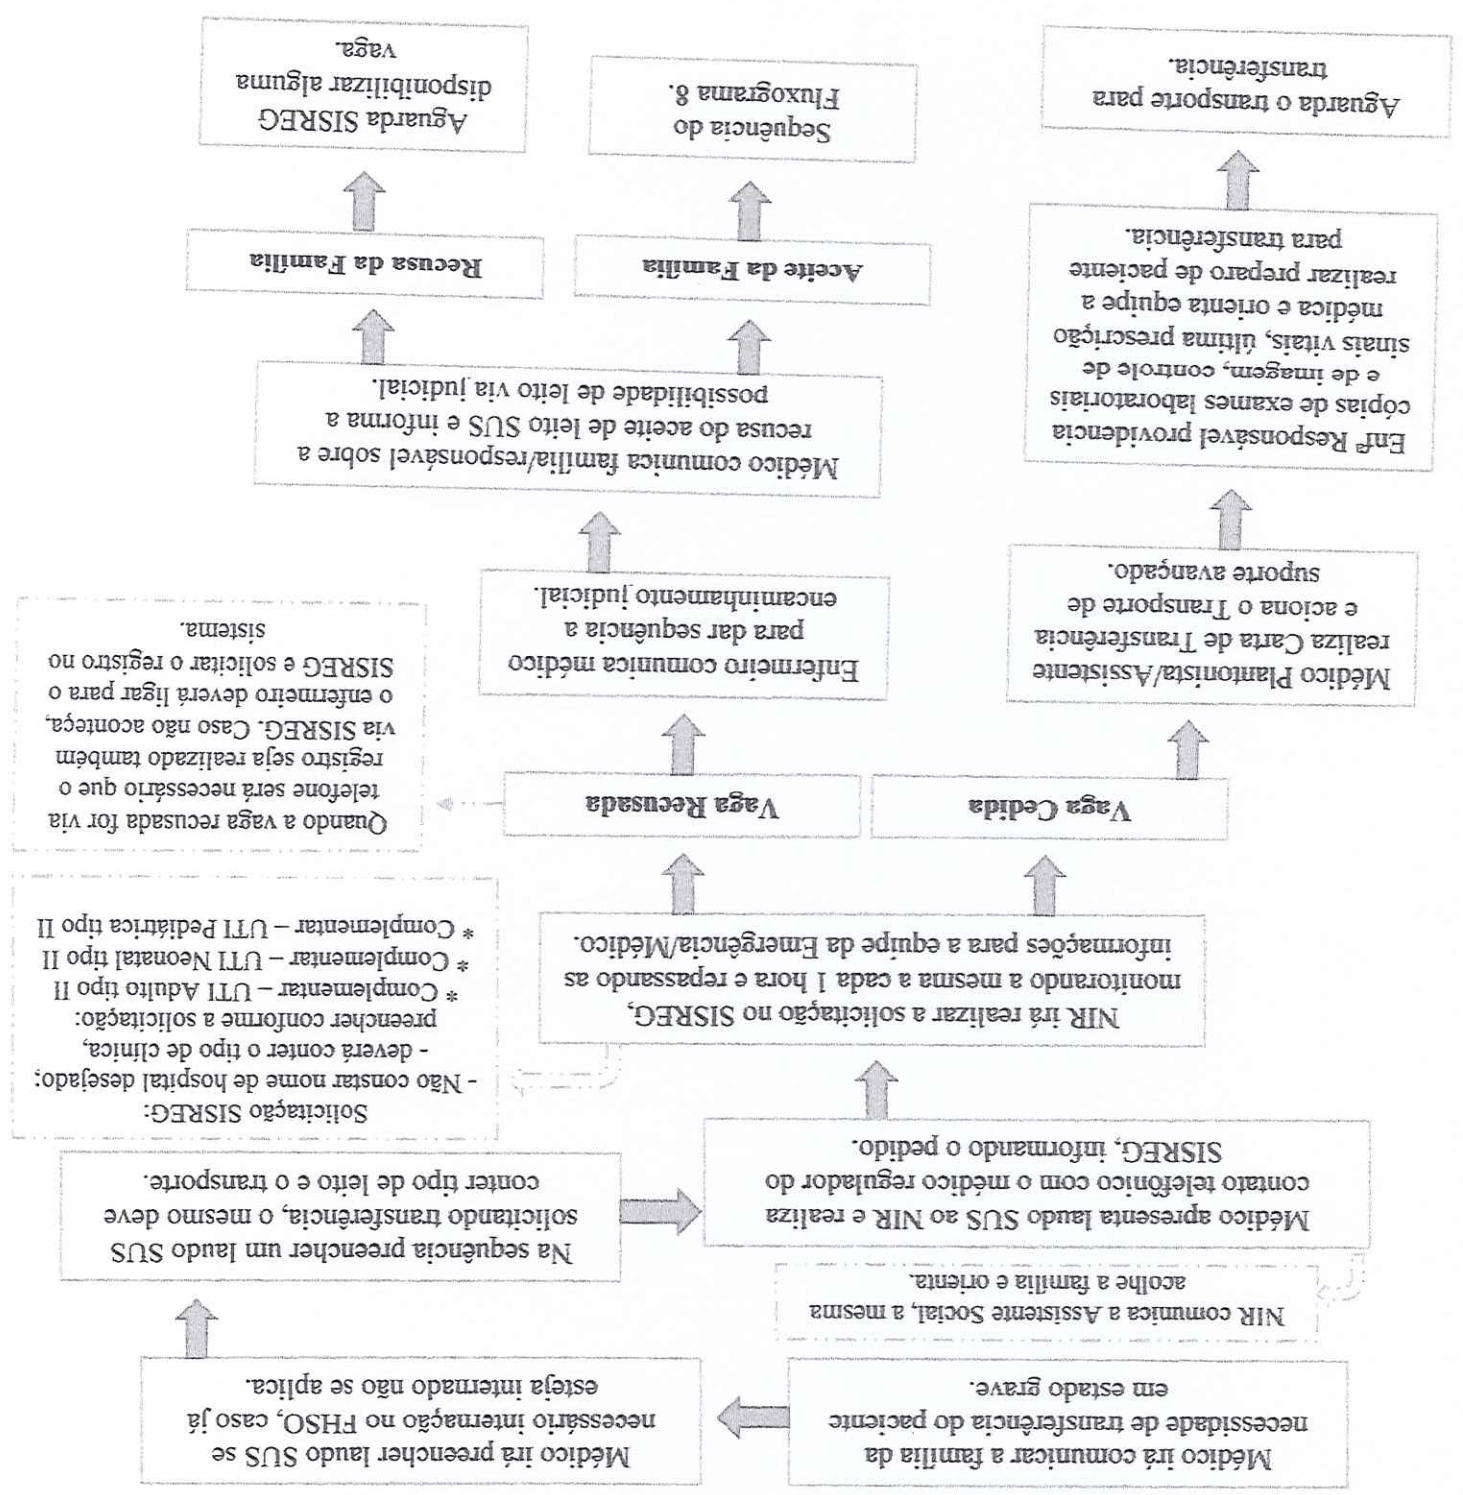 Médico irá comunicar a família da
necessidade de transferência do paciente
em estado grave.
Médico irá preencher laudo SUS se
necessário internação no FHSO, caso já
esteja internado não se aplica.
NIR comunica a Assistente Social, a mesma
acolhe a família e orienta.
Na sequência preencher um laudo SUS
solicitando transferência, o mesmo deve
conter tipo de leito e o transporte.
Médico apresenta laudo SUS ao NIR e realiza
contato telefônico com o médico regulador do
SISREG, informando o pedido.
Solicitação SISREG:
- Não constar nome de hospital desejado;
- deverá conter o tipo de clínica,
preencher conforme a solicitação:
* Complementar – UTI Adulto tipo II
* Complementar – UTI Neonatal tipo II
* Complementar – UTI Pediátrica tipo II
NIR irá realizar a solicitação no SISREG,
monitorando a mesma a cada 1 hora e repassando as
informações para a equipe da Emergência/Médico.
Vaga Cedida
Vaga Recusada
Quando a vaga recusada for via
telefone será necessário que o
registro seja realizado também
via SISREG. Caso não aconteça,
o enfermeiro deverá ligar para o
SISREG e solicitar o registro no
sistema.
Médico Plantonista/Assistente
realiza Carta de Transferência
e aciona o Transporte de
suporte avançado.
Enfermeiro comunica médico
para dar sequência a
encaminhamento judicial.
Enfº Responsável providencia
cópias de exames laboratoriais
e de imagem, controle de
sinais vitais, última prescrição
médica e orienta equipe a
realizar preparo de paciente
para transferência.
Médico comunica família/responsável sobre a
recusa do aceite de leito SUS e informa a
possibilidade de leito via judicial.
Aceite da Família
Recusa da Família
Aguarda o transporte para
transferência.
Sequência do
Fluxograma 8.
Aguarda SISREG
disponibilizar alguma
vaga.